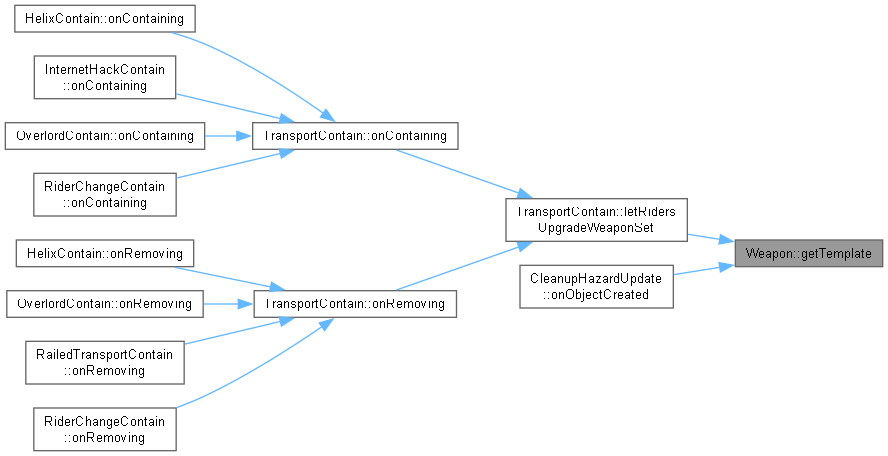 HelixContain::onContaining
InternetHackContain
::onContaining
OverlordContain::onContaining
RiderChangeContain
::onContaining
TransportContain::onContaining
HelixContain::onRemoving
OverlordContain::onRemoving
RailedTransportContain
::onRemoving
RiderChangeContain
::onRemoving
TransportContain::onRemoving
TransportContain::letRiders
UpgradeWeaponSet
CleanupHazardUpdate
::onObjectCreated
Weapon::getTemplate